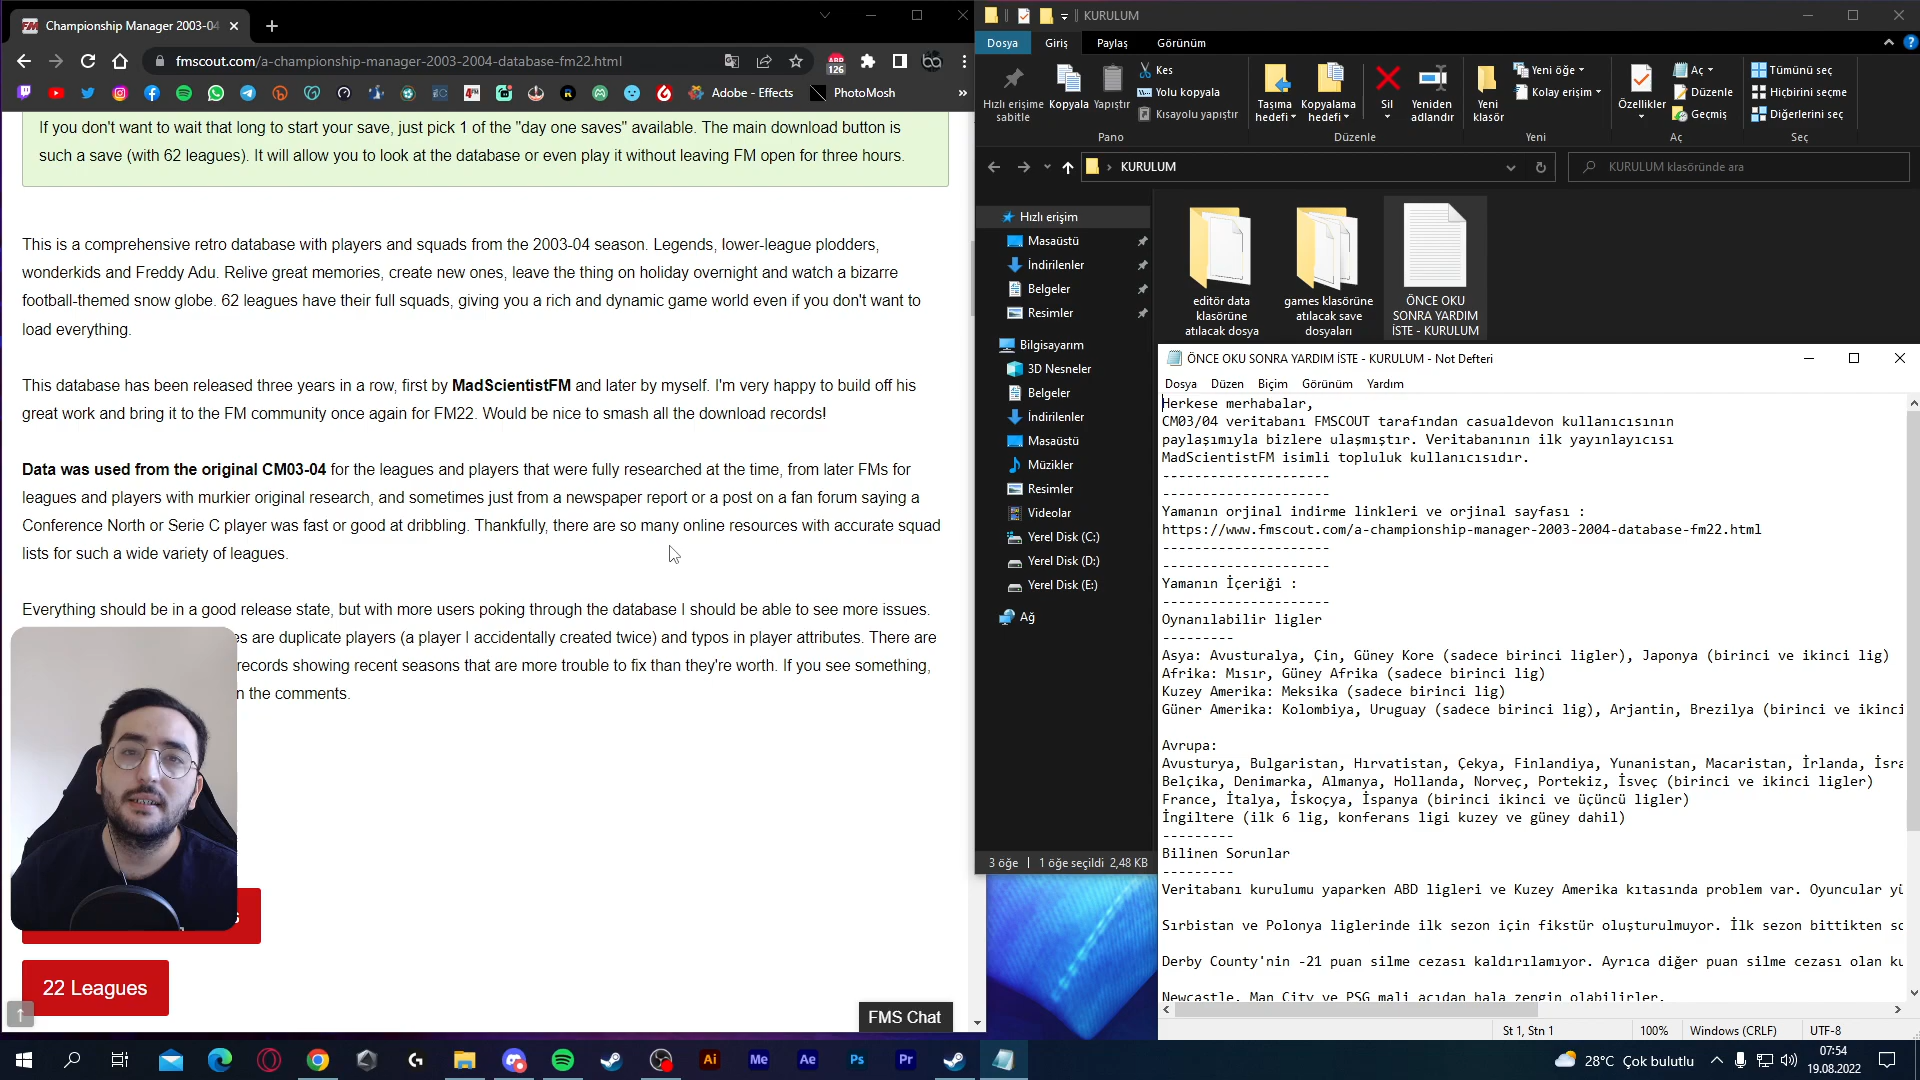 Championship Manager 2003-04
fmscout.com/a-championship-manager-2003-2004-database-fm22.html
126
Adobe - Effects
PhotoMosh
If you don't want to wait that long to start your save, just pick 1 of the "day one saves" available. The main download button is
such a save (with 62 leagues). It will allow you to look at the database or even play it without leaving FM open for three hours.
This is a comprehensive retro database with players and squads from the 2003-04 season. Legends, lower-league plodders,
wonderkids and Freddy Adu. Relive great memories, create new ones, leave the thing on holiday overnight and watch a bizarre
football-themed snow globe. 62 leagues have their full squads, giving you a rich and dynamic game world even if you don't want to
load everything.
This database has been released three years in a row, first by MadScientistFM and later by myself. I'm very happy to build off his
great work and bring it to the FM community once again for FM22. Would be nice to smash all the download records!
Data was used from the original CM03-04 for the leagues and players that were fully researched at the time, from later FMs for
leagues and players with murkier original research, and sometimes just from a newspaper report or a post on a fan forum saying a
Conference North or Serie C player was fast or good at dribbling. Thankfully, there are so many online resources with accurate squad
lists for such a wide variety of leagues.
Everything should be in a good release state, but with more users poking through the database I should be able to see more issues.
are duplicate players (a player I accidentally created twice) and typos in player attributes. There are
records showing recent seasons that are more trouble to fix than they're worth. If you see something,
the comments.
22 Leagues
FMS Chat
KURULUM
Dosya
Giriş
Paylaş
Görünüm
Hızlı erişime sabitle
Kopyala
Yapıştır
Kes
Yolu kopyala
Kısayolu yapıştır
Pano
Taşıma hedefi
Kopyalama hedefi
Sil
Yeniden adlandır
Düzenle
Yeni klasör
Yeni öğe
Kolay erişim
Yeni
Özellikler
Aç
Düzenle
Geçmiş
Aç
Tümünü seç
Hiçbirini seçme
Diğerlerini seç
Seç
KURULUM
KURULUM klasöründe ara
Hızlı erişim
Masaüstü
İndirilenler
Belgeler
Resimler
Bilgisayarım
3D Nesneler
Belgeler
İndirilenler
Masaüstü
Müzikler
Resimler
Videolar
Yerel Disk (C:)
Yerel Disk (D:)
Yerel Disk (E:)
Ağ
editör data
klasörüne
atılacak dosya
games klasörüne
atılacak save
dosyaları
ÖNCE OKU
SONRA YARDIM
İSTE - KURULUM
3 öğe
1 öğe seçildi 2,48 KB
ÖNCE OKU SONRA YARDIM İSTE - KURULUM - Not Defteri
Dosya Düzen Biçim Görünüm Yardım
Herkese merhabalar,
CM03/04 veritabanı FMSCOUT tarafından casualdevon kullanıcısının
paylaşımıyla bizlere ulaşmıştır. Veritabanının ilk yayınlayıcısı
MadScientistFM isimli topluluk kullanıcısıdır.
---------------------
---------------------
Yamanın orjinal indirme linkleri ve orjinal sayfası :
https://www.fmscout.com/a-championship-manager-2003-2004-database-fm22.html
---------------------
---------------------
Yamanın İçeriği :
---------------------
Oynanılabilir ligler
---------
Asya: Avusturalya, Çin, Güney Kore (sadece birinci ligler), Japonya (birinci ve ikinci lig)
Afrika: Mısır, Güney Afrika (sadece birinci lig)
Kuzey Amerika: Meksika (sadece birinci lig)
Güner Amerika: Kolombiya, Uruguay (sadece birinci lig), Arjantin, Brezilya (birinci ve ikinci
Avrupa:
Avusturya, Bulgaristan, Hırvatistan, Çekya, Finlandiya, Yunanistan, Macaristan, İrlanda, İsra
Belçika, Denimarka, Almanya, Hollanda, Norveç, Portekiz, İsveç (birinci ve ikinci ligler)
France, İtalya, İskoçya, İspanya (birinci ikinci ve üçüncü ligler)
İngiltere (ilk 6 lig, konferans ligi kuzey ve güney dahil)
---------
Bilinen Sorunlar
---------
Veritabanı kurulumu yaparken ABD ligleri ve Kuzey Amerika kıtasında problem var. Oyuncular yü
Sırbistan ve Polonya liglerinde ilk sezon için fikstür oluşturulmuyor. İlk sezon bittikten so
Derby County'nin -21 puan silme cezası kaldırılamıyor. Ayrıca diğer puan silme cezası olan ku
Newcastle, Man City ve PSG mali açıdan hala zengin olabilirler.
St 1, Stn 1
100%
Windows (CRLF)
UTF-8
28°C Çok bulutlu
07:54
19.08.2022